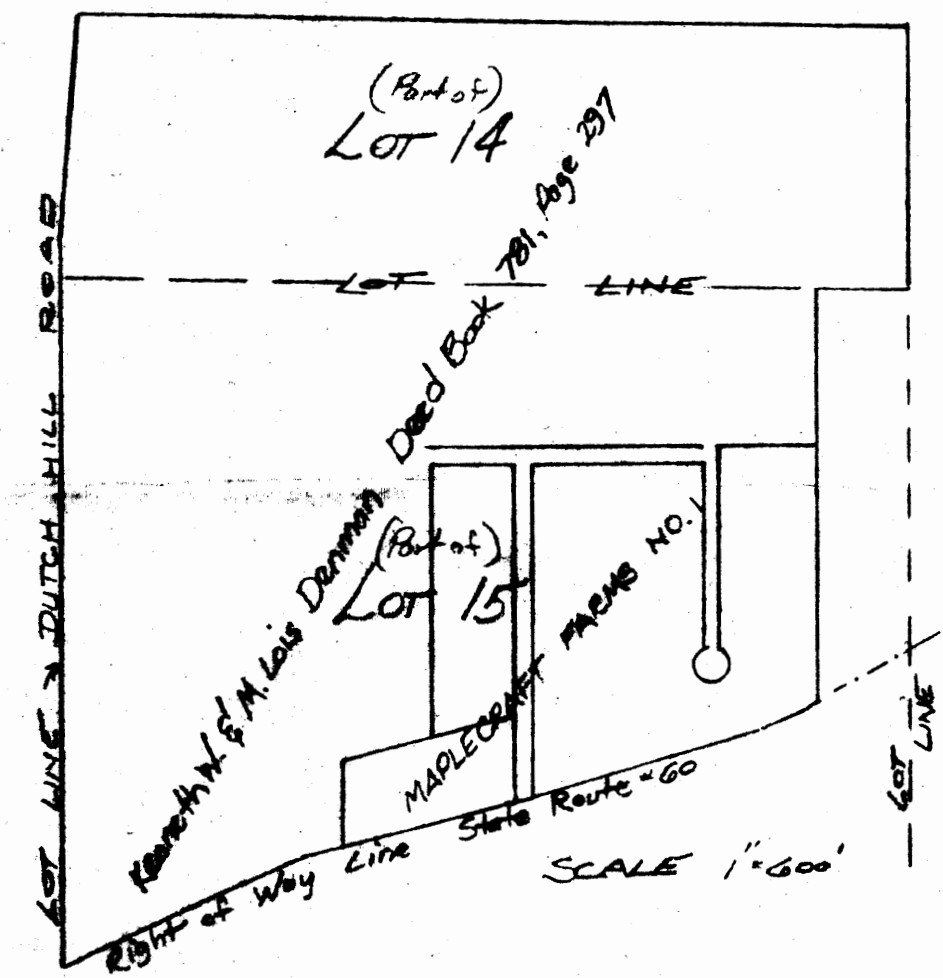 (Part of)
LOT 14
LOT LINE
Kenneth W. & M. Lois Denman Deed Book 781, Page 297
LOT LINE > DUTCH HILL ROAD
(Part of)
LOT 15
MAPLECRAFT FARMS NO. 1
Right of Way Line State Route #60
LOT LINE
SCALE 1"=600'